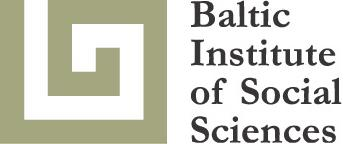 Baltic
Institute
of Social
Sciences